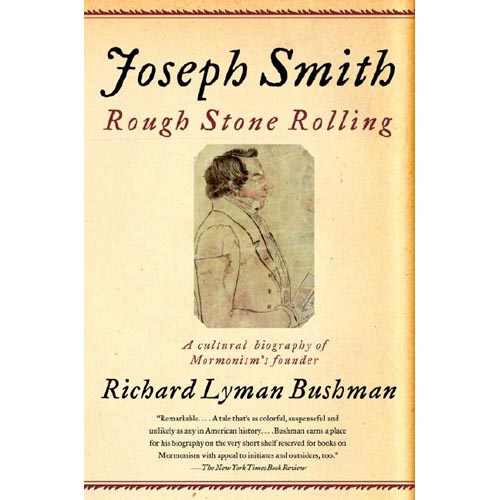 Joseph Smith
Rough Stone Rolling
A cultural biography of
Mormonism's founder
Richard Lyman Bushman
"Remarkable. . . . A tale that's as colorful, suspenseful and
unlikely as any in American history. . . . Bushman earns a place
for his biography on the very short shelf reserved for books on
Mormonism with appeal to initiates and outsiders, too."
—The New York Times Book Review